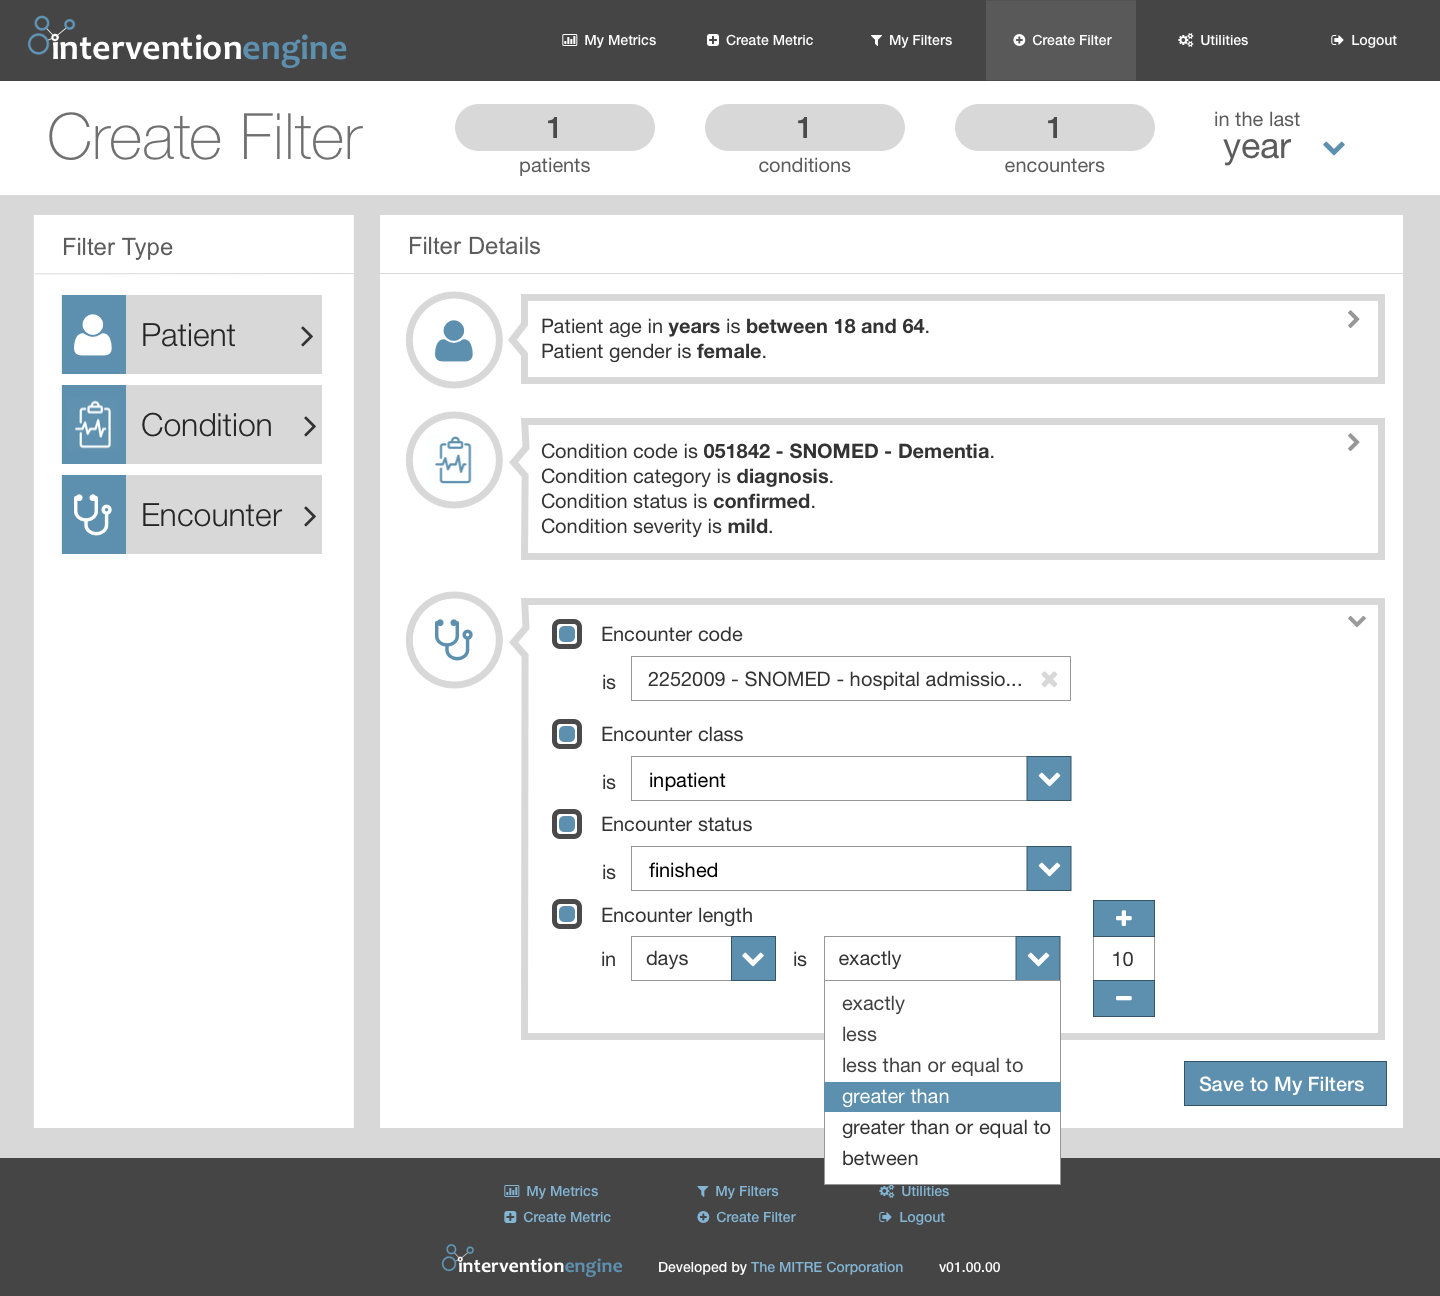 interventionengine
My Metrics
Create Metric
My Filters
Create Filter
Utilities
Logout
Create Filter
1
patients
1
conditions
1
encounters
in the last
year
Filter Type
Patient
Condition
Encounter
Filter Details
Patient age in years is between 18 and 64.
Patient gender is female.
Condition code is 051842 - SNOMED - Dementia.
Condition category is diagnosis.
Condition status is confirmed.
Condition severity is mild.
Encounter code
is 2252009 - SNOMED - hospital admissio...
Encounter class
is inpatient
Encounter status
is finished
Encounter length
in days is exactly 10
exactly
less
less than or equal to
greater than
greater than or equal to
between
Save to My Filters
My Metrics
My Filters
Utilities
Create Metric
Create Filter
Logout
interventionengine
Developed by The MITRE Corporation
v01.00.00